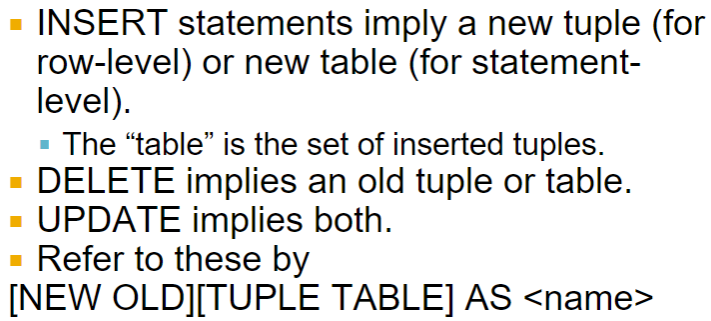 INSERT statements imply a new tuple (for
row-level) or new table (for statement-
level).
The “table” is the set of inserted tuples.
DELETE implies an old tuple or table.
UPDATE implies both.
Refer to these by
[NEW OLD][TUPLE TABLE] AS <name>